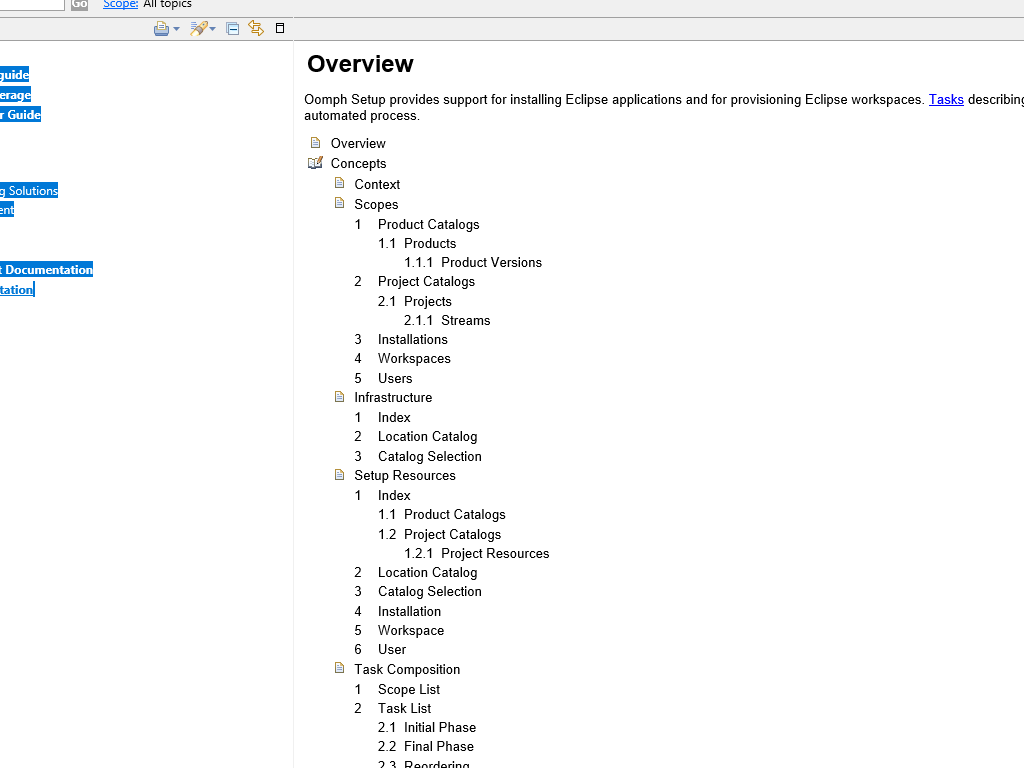 Go Scope: All topics
guide
erage
r Guide
g Solutions
ent
t Documentation
tation
Overview
Oomph Setup provides support for installing Eclipse applications and for provisioning Eclipse workspaces. Tasks describing
automated process.
Overview
Concepts
Context
Scopes
1 Product Catalogs
1.1 Products
1.1.1 Product Versions
2 Project Catalogs
2.1 Projects
2.1.1 Streams
3 Installations
4 Workspaces
5 Users
Infrastructure
1 Index
2 Location Catalog
3 Catalog Selection
Setup Resources
1 Index
1.1 Product Catalogs
1.2 Project Catalogs
1.2.1 Project Resources
2 Location Catalog
3 Catalog Selection
4 Installation
5 Workspace
6 User
Task Composition
1 Scope List
2 Task List
2.1 Initial Phase
2.2 Final Phase
2.3 Reordering